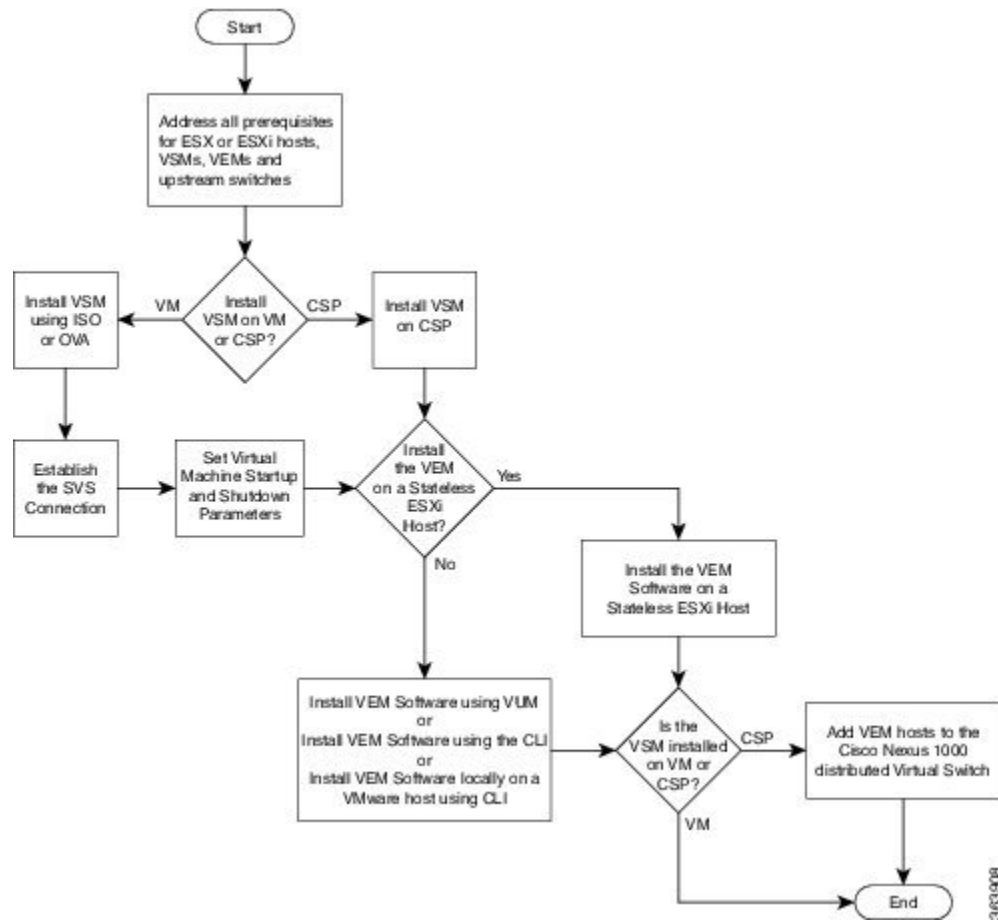 Start
Address all prerequisites
for ESX or ESXi hosts,
VSMs, VEMs and
upstream switches
Install VSM
using ISO
or OVA
VM
Install
VSM on VM
or CSP?
CSP
Install VSM
on CSP
Establish
the SVS
Connection
Set Virtual
Machine Startup
and Shutdown
Parameters
Install
the VEM
on a Stateless
ESXi
Host?
Yes
No
Install the VEM
Software on a
Stateless ESXi Host
Install VEM Software using VUM
or
Install VEM Software using the CLI
or
Install VEM Software locally on a
VMware host using CLI
Is the
VSM installed
on VM or
CSP?
CSP
VM
Add VEM hosts to the
Cisco Nexus 1000
distributed Virtual Switch
End
363908